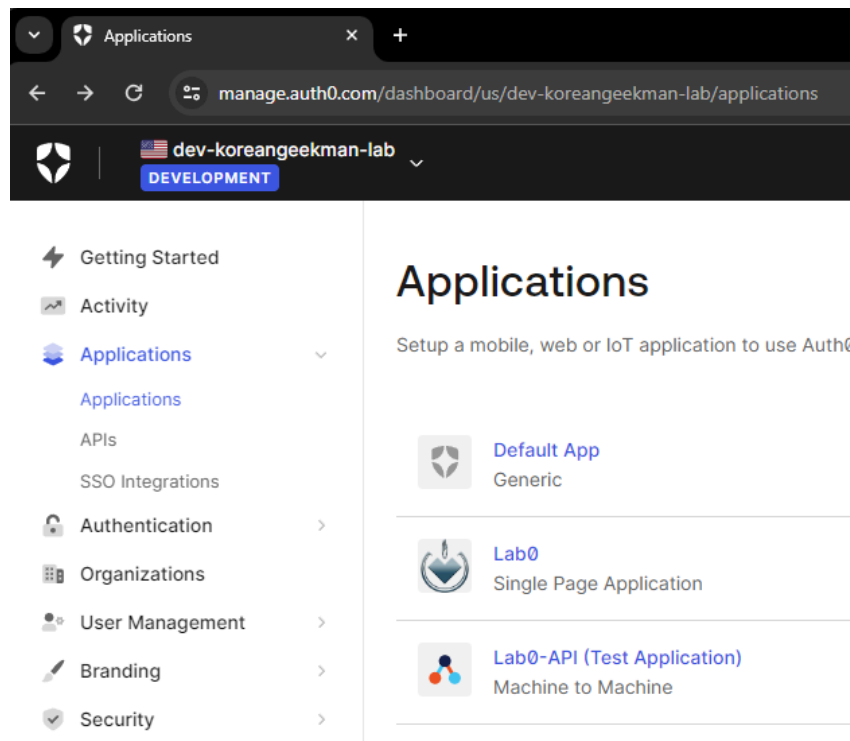 Applications
manage.auth0.com/dashboard/us/dev-koreangeekman-lab/applications
dev-koreangeekman-lab
DEVELOPMENT
Getting Started
Activity
Applications
Applications
APIs
SSO Integrations
Authentication
Organizations
User Management
Branding
Security
Applications
Setup a mobile, web or IoT application to use Auth0
Default App
Generic
Lab0
Single Page Application
Lab0-API (Test Application)
Machine to Machine